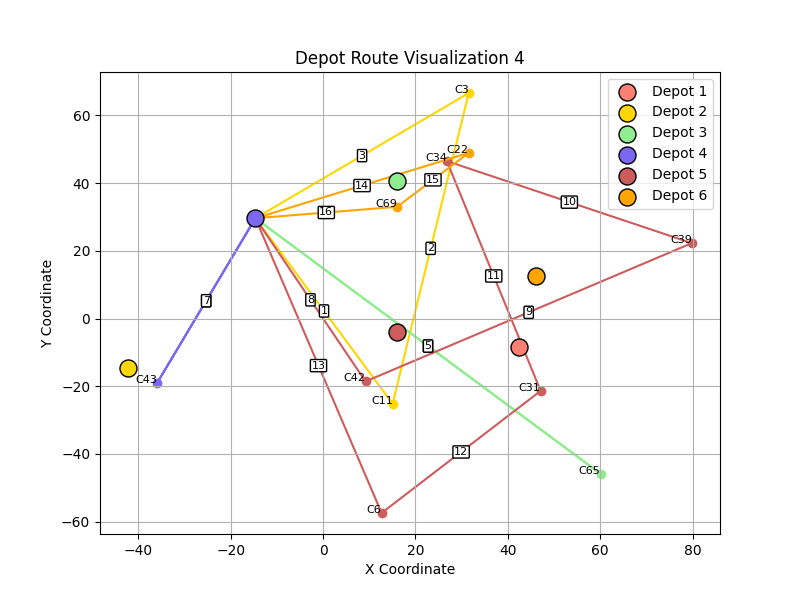 Depot Route Visualization 4
Depot 1
Depot 2
Depot 3
Depot 4
Depot 5
Depot 6
Y Coordinate
60
40
20
0
−20
−40
−60
C3
3
C34
C22
14
15
C69
16
10
C39
2
11
7
8
1
9
5
13
C43
C42
C31
C11
12
C65
C6
−40
−20
0
20
40
60
80
X Coordinate